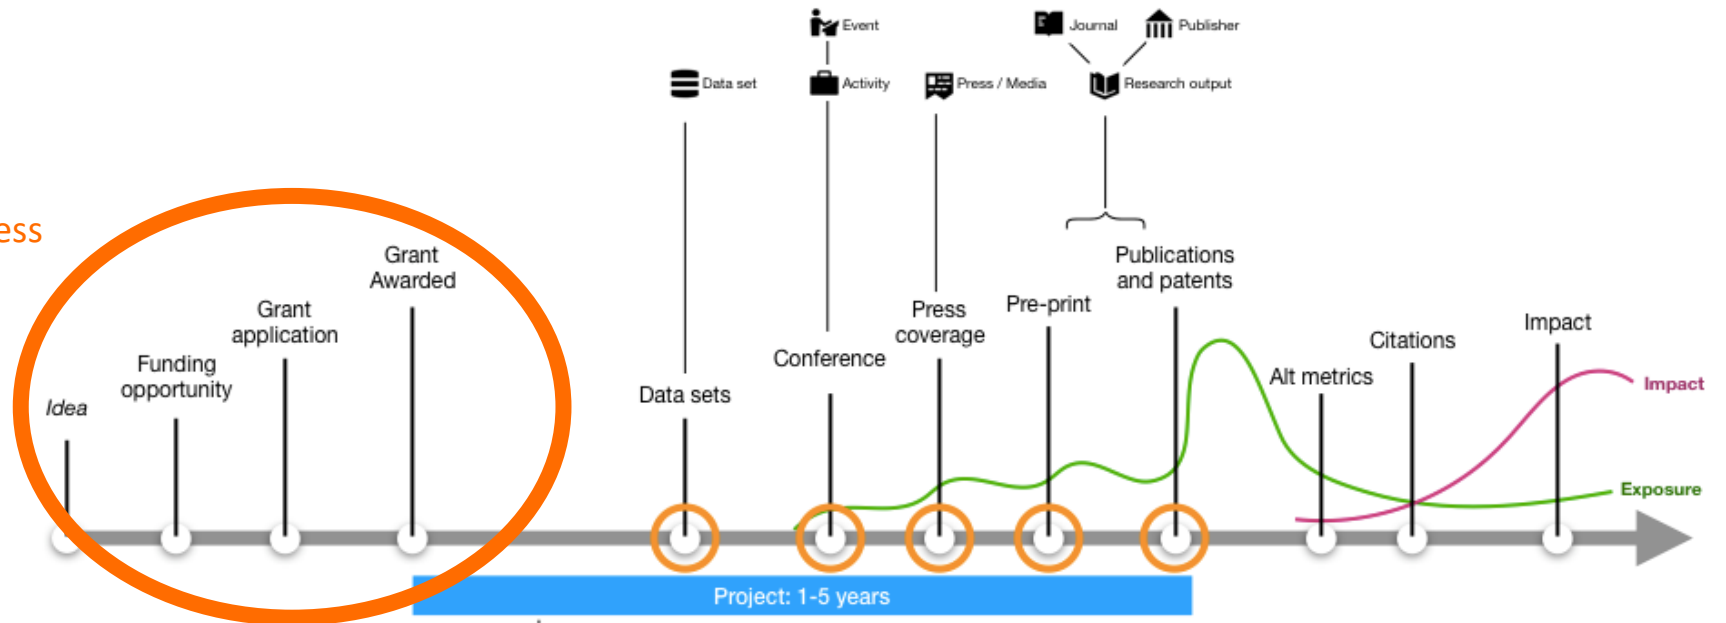 Event
Journal
Publisher
Data set
Activity
Press / Media
Research output
ess
Grant
Awarded
Publications
and patents
Grant
application
Press
coverage
Pre-print
Impact
Funding
opportunity
Conference
Citations
Idea
Data sets
Alt metrics
Impact
Exposure
Project: 1-5 years